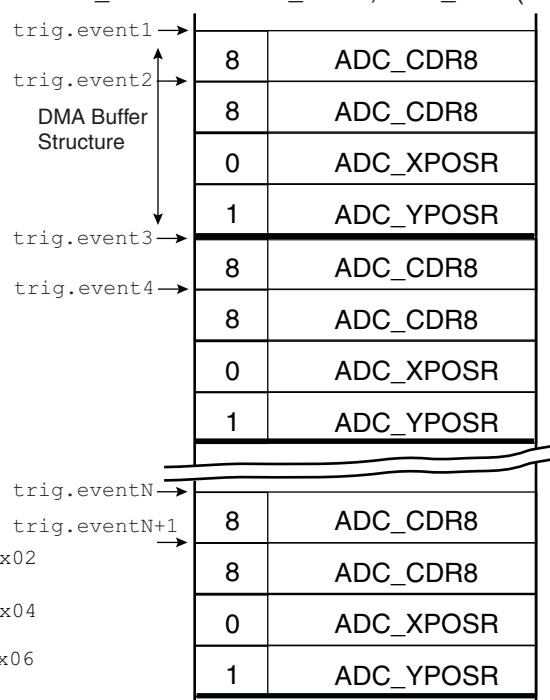 trig.event1
8 ADC_CDR8
trig.event2
DMA Buffer
Structure
8 ADC_CDR8
0 ADC_XPOSR
1 ADC_YPOSR
trig.event3
8 ADC_CDR8
trig.event4
8 ADC_CDR8
0 ADC_XPOSR
1 ADC_YPOSR
trig.eventN
8 ADC_CDR8
trig.eventN+1
x02
8 ADC_CDR8
x04
0 ADC_XPOSR
x06
1 ADC_YPOSR